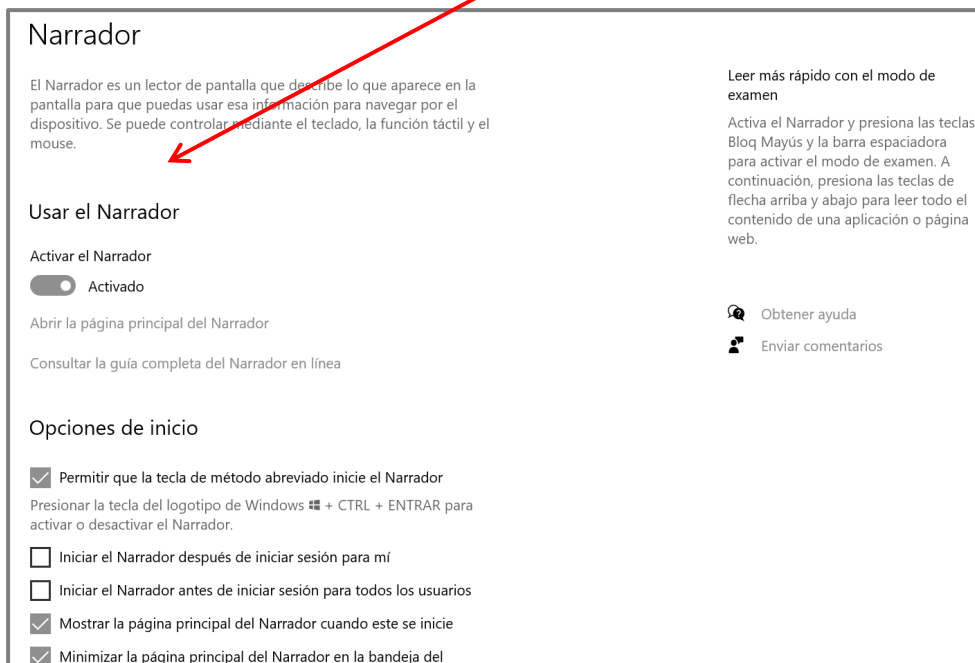 Narrador
El Narrador es un lector de pantalla que describe lo que aparece en la
pantalla para que puedas usar esa información para navegar por el
dispositivo. Se puede controlar mediante el teclado, la función táctil y el
mouse.
Usar el Narrador
Activar el Narrador
Activado
Abrir la página principal del Narrador
Consultar la guía completa del Narrador en línea
Opciones de inicio
Permitir que la tecla de método abreviado inicie el Narrador
Presionar la tecla del logotipo de Windows + CTRL + ENTRAR para
activar o desactivar el Narrador.
Iniciar el Narrador después de iniciar sesión para mí
Iniciar el Narrador antes de iniciar sesión para todos los usuarios
Mostrar la página principal del Narrador cuando este se inicie
Minimizar la página principal del Narrador en la bandeja del
Leer más rápido con el modo de
examen
Activa el Narrador y presiona las teclas
Bloq Mayús y la barra espaciadora
para activar el modo de examen. A
continuación, presiona las teclas de
flecha arriba y abajo para leer todo el
contenido de una aplicación o página
web.
Obtener ayuda
Enviar comentarios